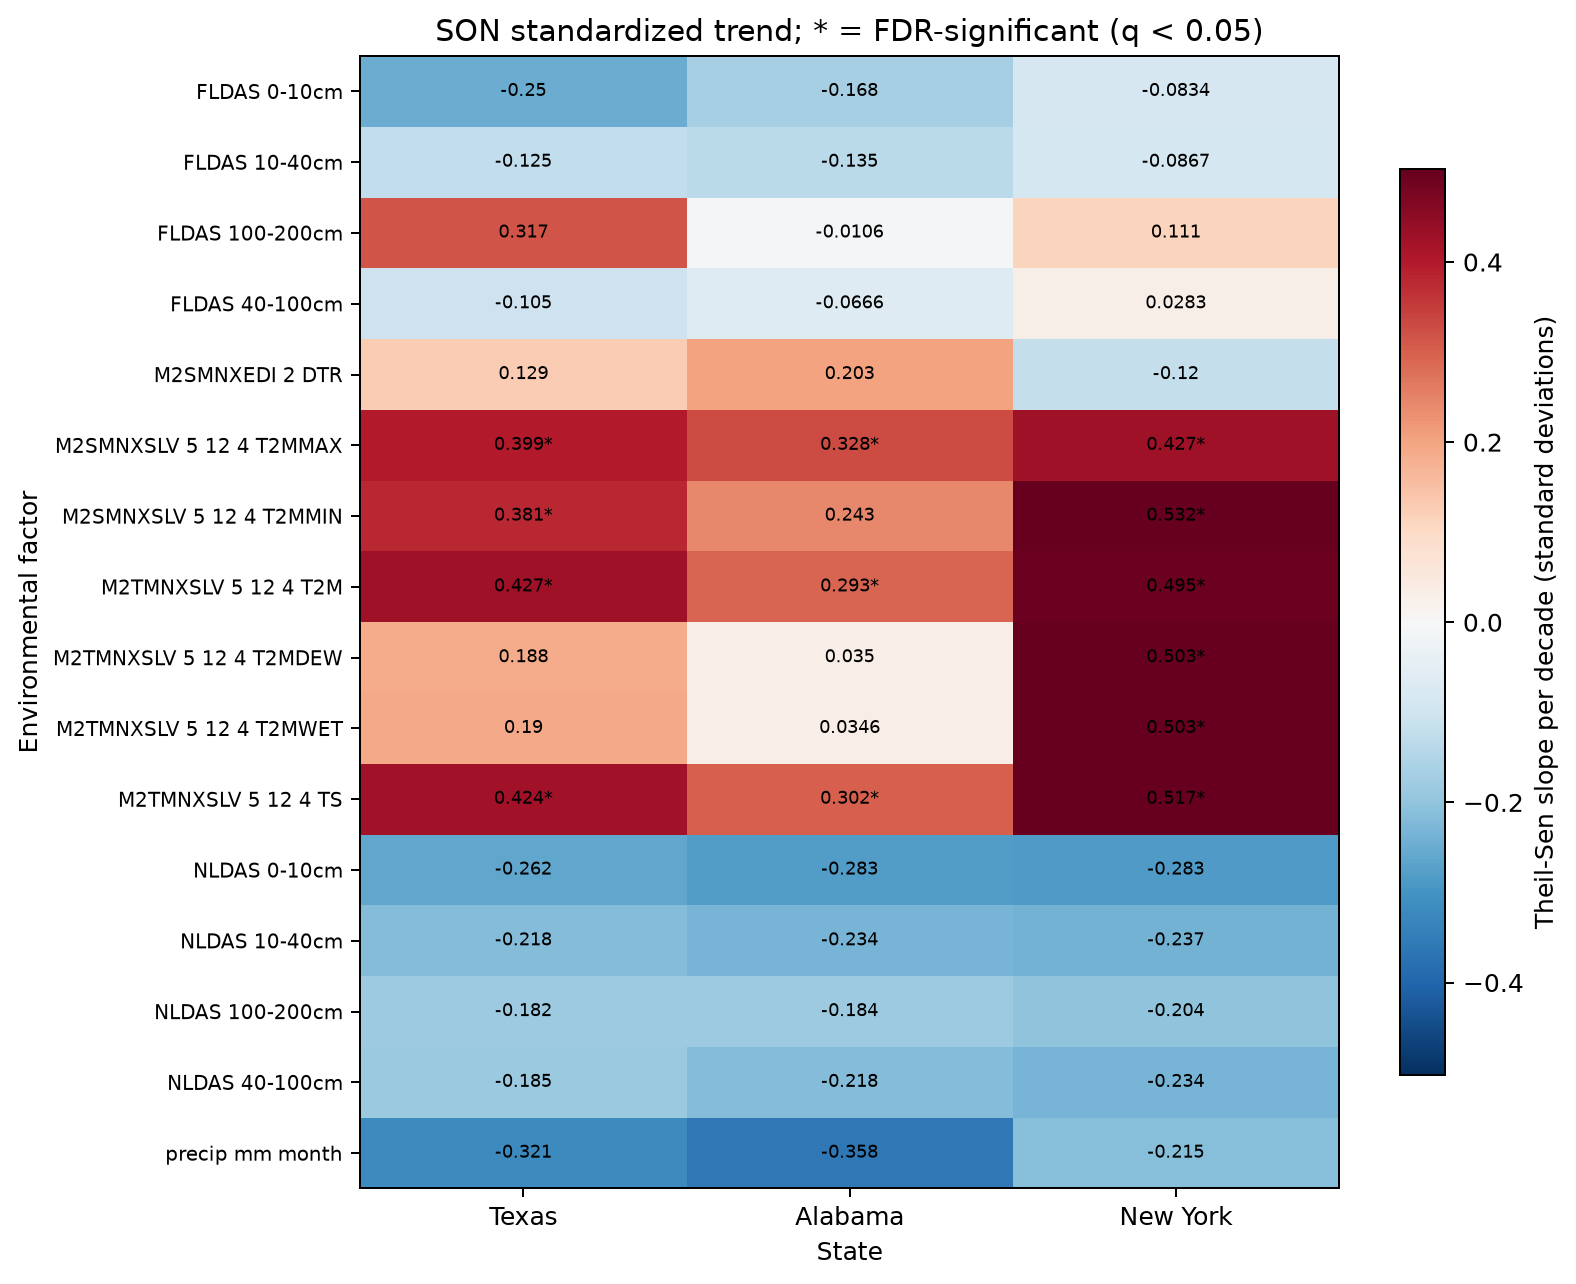 SON standardized trend; * = FDR-significant (q < 0.05)
Environmental factor
FLDAS 0-10cm -0.25 -0.168 -0.0834
FLDAS 10-40cm -0.125 -0.135 -0.0867
FLDAS 100-200cm 0.317 -0.0106 0.111
FLDAS 40-100cm -0.105 -0.0666 0.0283
M2SMNXEDI 2 DTR 0.129 0.203 -0.12
M2SMNXSLV 5 12 4 T2MMAX 0.399* 0.328* 0.427*
M2SMNXSLV 5 12 4 T2MMIN 0.381* 0.243 0.532*
M2TMNXSLV 5 12 4 T2M 0.427* 0.293* 0.495*
M2TMNXSLV 5 12 4 T2MDEW 0.188 0.035 0.503*
M2TMNXSLV 5 12 4 T2MWET 0.19 0.0346 0.503*
M2TMNXSLV 5 12 4 TS 0.424* 0.302* 0.517*
NLDAS 0-10cm -0.262 -0.283 -0.283
NLDAS 10-40cm -0.218 -0.234 -0.237
NLDAS 100-200cm -0.182 -0.184 -0.204
NLDAS 40-100cm -0.185 -0.218 -0.234
precip mm month -0.321 -0.358 -0.215
Texas Alabama New York
State
0.4
0.2
0.0
−0.2
−0.4
Theil-Sen slope per decade (standard deviations)